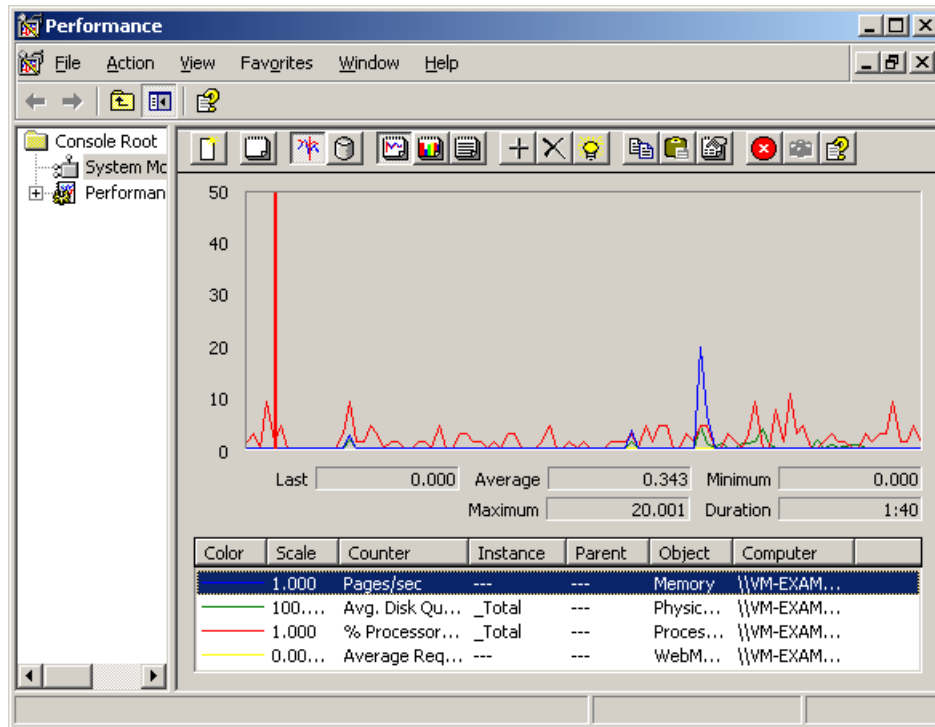 Performance
File Action View Favorites Window Help
Console Root
System Mc
Performan
50
40
30
20
10
0
Last 0.000 Average 0.343 Minimum 0.000
Maximum 20.001 Duration 1:40
Color Scale Counter Instance Parent Object Computer
1.000 Pages/sec --- --- Memory \\VM-EXAM...
100.... Avg. Disk Qu... _Total --- Physic... \\VM-EXAM...
1.000 % Processor... _Total --- Proces... \\VM-EXAM...
0.00... Average Req... --- --- WebM... \\VM-EXAM...